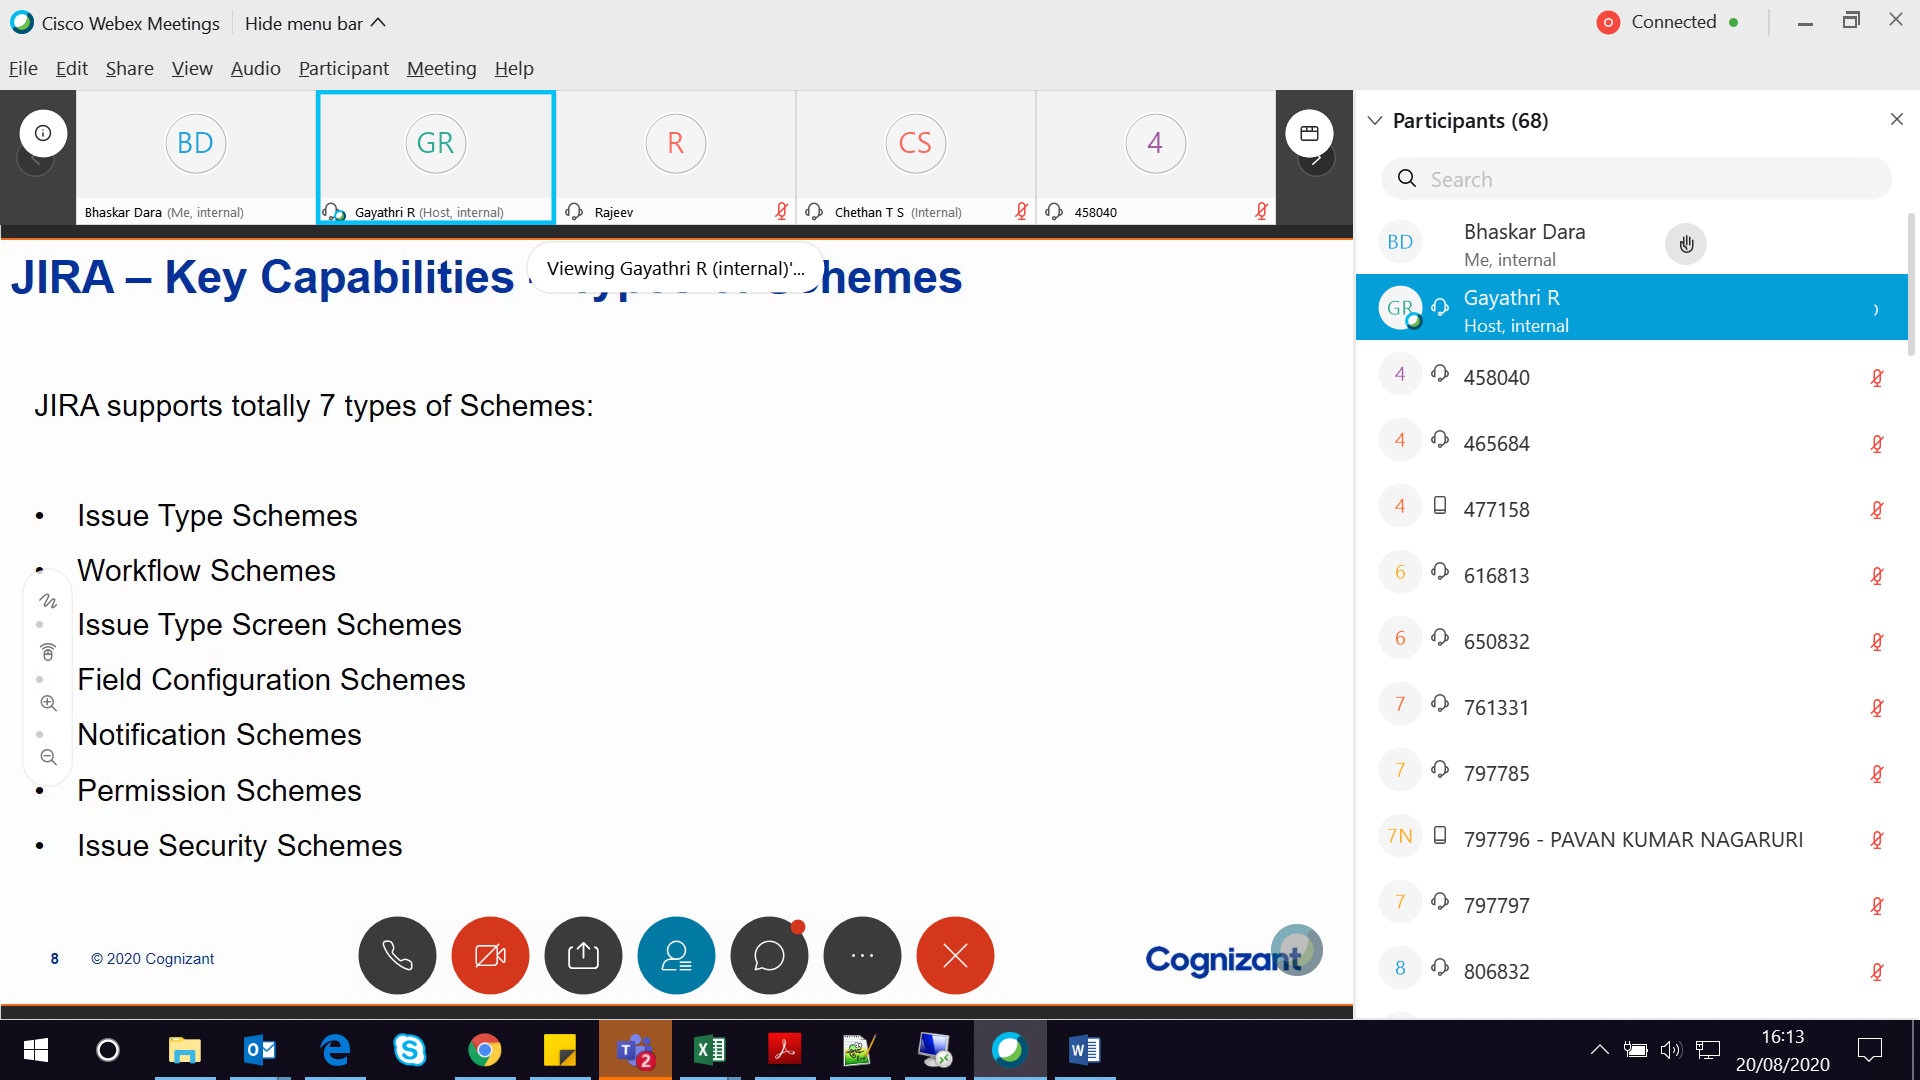 Cisco Webex Meetings
Hide menu bar
Connected
File Edit Share View Audio Participant Meeting Help
BD
GR
R
CS
4
Bhaskar Dara (Me, internal)
Gayathri R (Host, internal)
Rajeev
Chethan T S (Internal)
458040
Viewing Gayathri R (internal)'...
JIRA – Key Capabilities
JIRA supports totally 7 types of Schemes:
• Issue Type Schemes
• Workflow Schemes
Issue Type Screen Schemes
Field Configuration Schemes
Notification Schemes
• Permission Schemes
• Issue Security Schemes
8 © 2020 Cognizant
Cognizant
Participants (68)
Search
BD Bhaskar Dara
Me, internal
GR Gayathri R
Host, internal
4 458040
4 465684
4 477158
6 616813
6 650832
7 761331
7 797785
7N 797796 - PAVAN KUMAR NAGARURI
7 797797
8 806832
2
16:13
20/08/2020